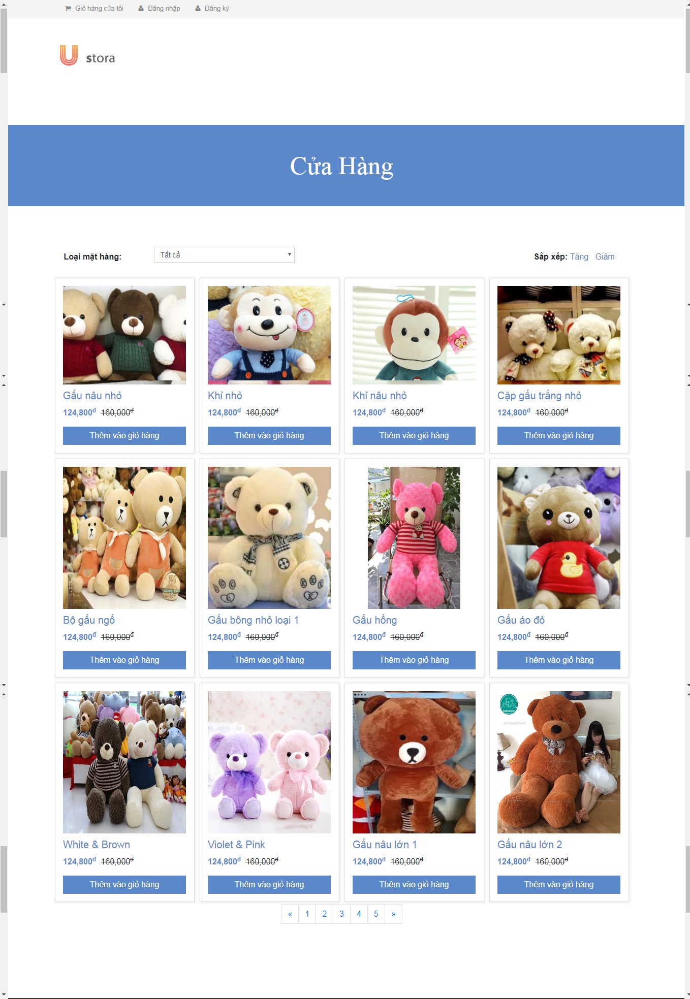 Giỏ hàng của tôi Đăng nhập Đăng ký
U stora
Cửa Hàng
Loại mặt hàng: Tất cả Sắp xếp: Tăng Giảm
Gấu nâu nhỏ Khỉ nhỏ Khỉ nâu nhỏ Cặp gấu trắng nhỏ
124,800đ 160,000đ 124,800đ 160,000đ 124,800đ 160,000đ 124,800đ 160,000đ
Thêm vào giỏ hàng Thêm vào giỏ hàng Thêm vào giỏ hàng Thêm vào giỏ hàng
Bộ gấu ngố Gấu bông nhỏ loại 1 Gấu hồng Gấu áo đỏ
124,800đ 160,000đ 124,800đ 160,000đ 124,800đ 160,000đ 124,800đ 160,000đ
Thêm vào giỏ hàng Thêm vào giỏ hàng Thêm vào giỏ hàng Thêm vào giỏ hàng
White & Brown Violet & Pink Gấu nâu lớn 1 Gấu nâu lớn 2
124,800đ 160,000đ 124,800đ 160,000đ 124,800đ 160,000đ 124,800đ 160,000đ
Thêm vào giỏ hàng Thêm vào giỏ hàng Thêm vào giỏ hàng Thêm vào giỏ hàng
« 1 2 3 4 5 »